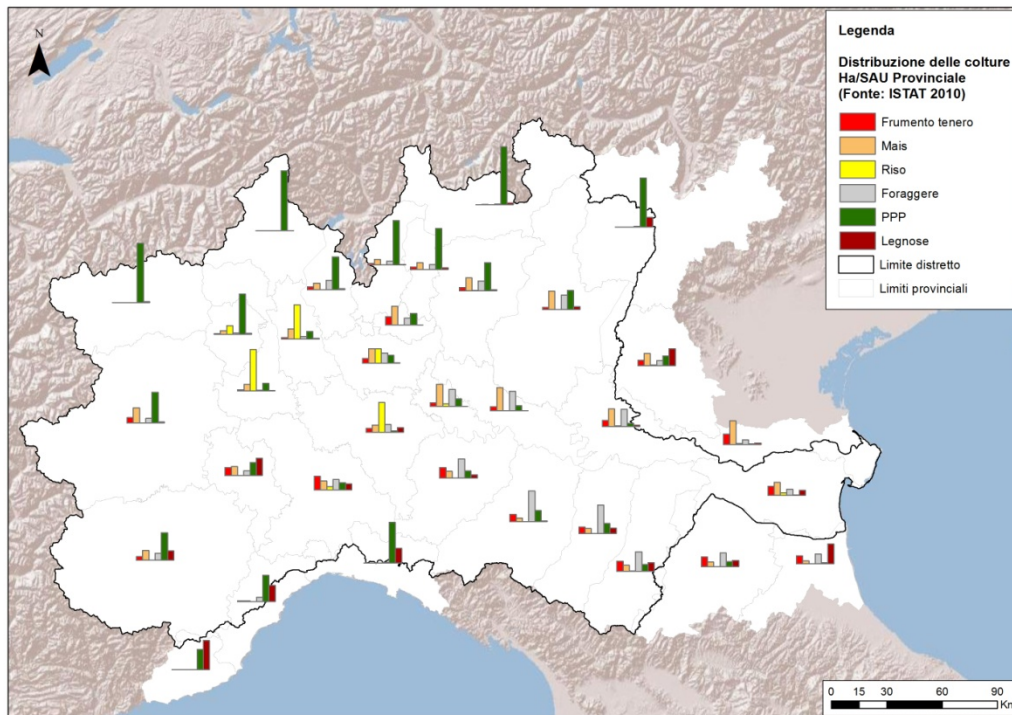 N
Legenda
Distribuzione delle colture
Ha/SAU Provinciale
(Fonte: ISTAT 2010)
Frumento tenero
Mais
Riso
Foraggere
PPP
Legnose
Limite distretto
Limiti provinciali
0 15 30 60 90
Km